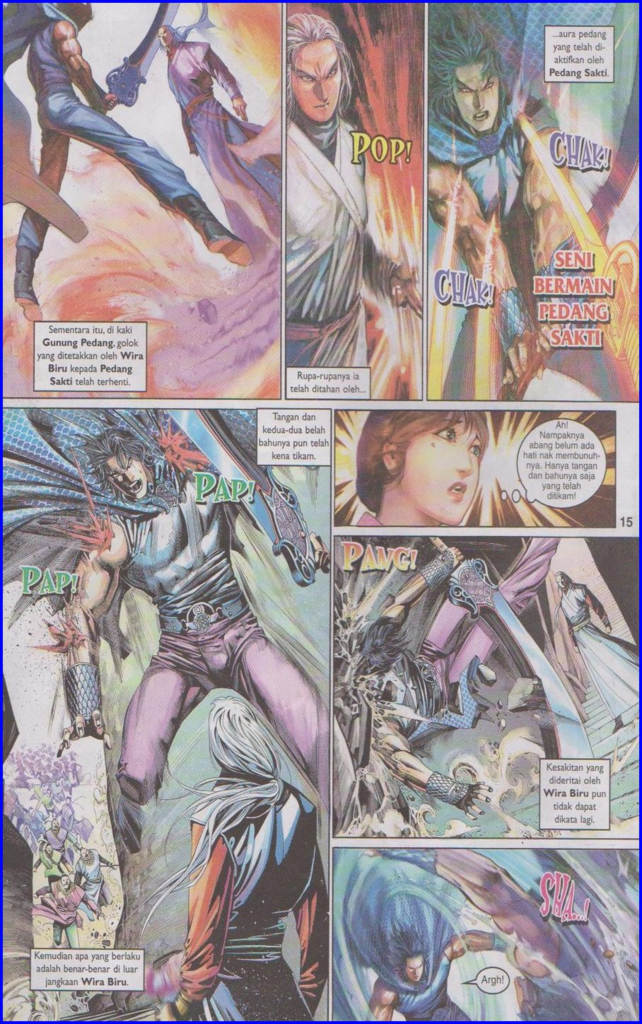 Sementara itu, di kaki
Gunung Pedang, golok
yang ditetakkan oleh Wira
Biru kepada Pedang
Sakti telah terhenti.
POP!
Rupa-rupanya ia
telah ditahan oleh...
...aura pedang
yang telah di-
aktifkan oleh
Pedang Sakti.
CHAK!
CHAK!
SENI
BERMAIN
PEDANG
SAKTI
Tangan dan
kedua-dua belah
bahunya pun telah
kena tikam.
PAP!
PAP!
Kemudian apa yang berlaku
adalah benar-benar di luar
jangkaan Wira Biru.
Ah!
Nampaknya
abang belum ada
hati nak membunuh-
nya. Hanya tangan
dan bahunya saja
yang telah
ditikam!
15
PANG!
Kesakitan yang
dideritai oleh
Wira Biru pun
tidak dapat
dikata lagi.
SHA...!
Argh!